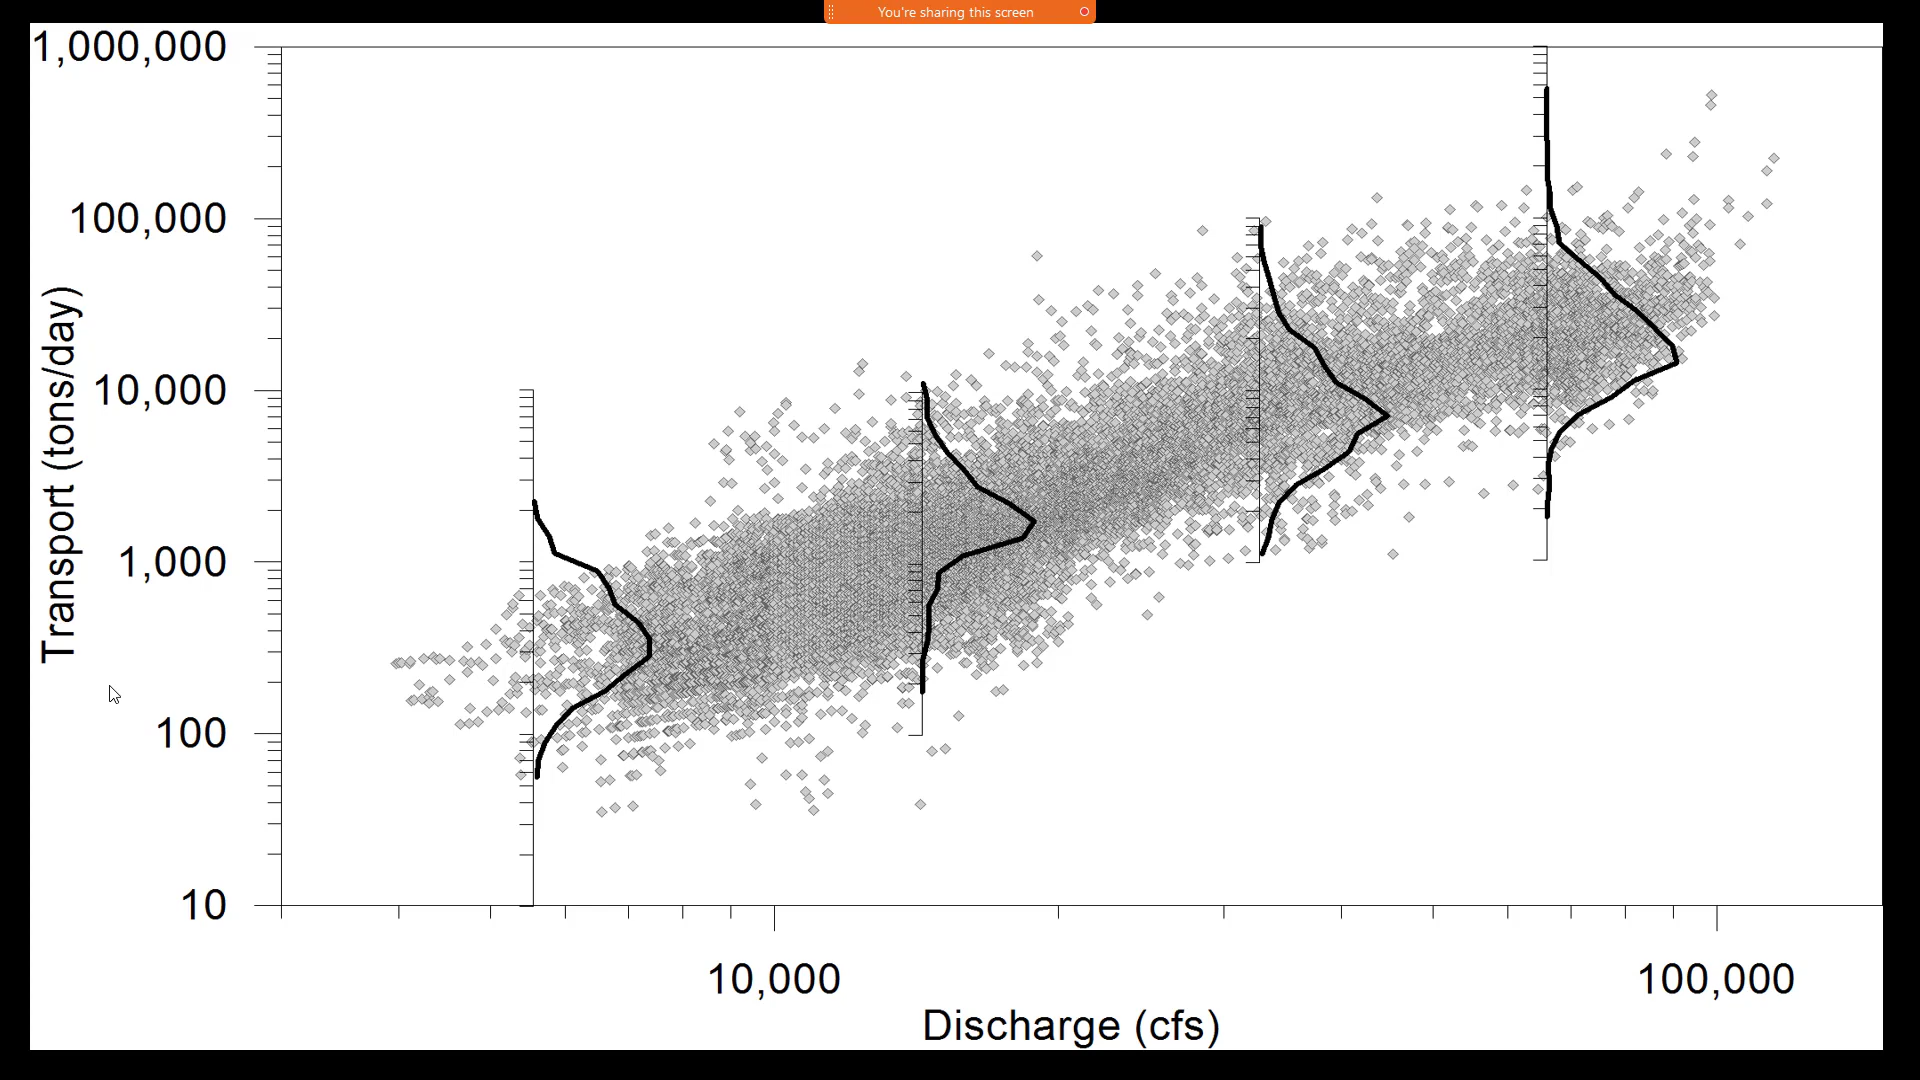 You're sharing this screen
1,000,000
100,000
10,000
1,000
100
10
Transport (tons/day)
10,000
100,000
Discharge (cfs)